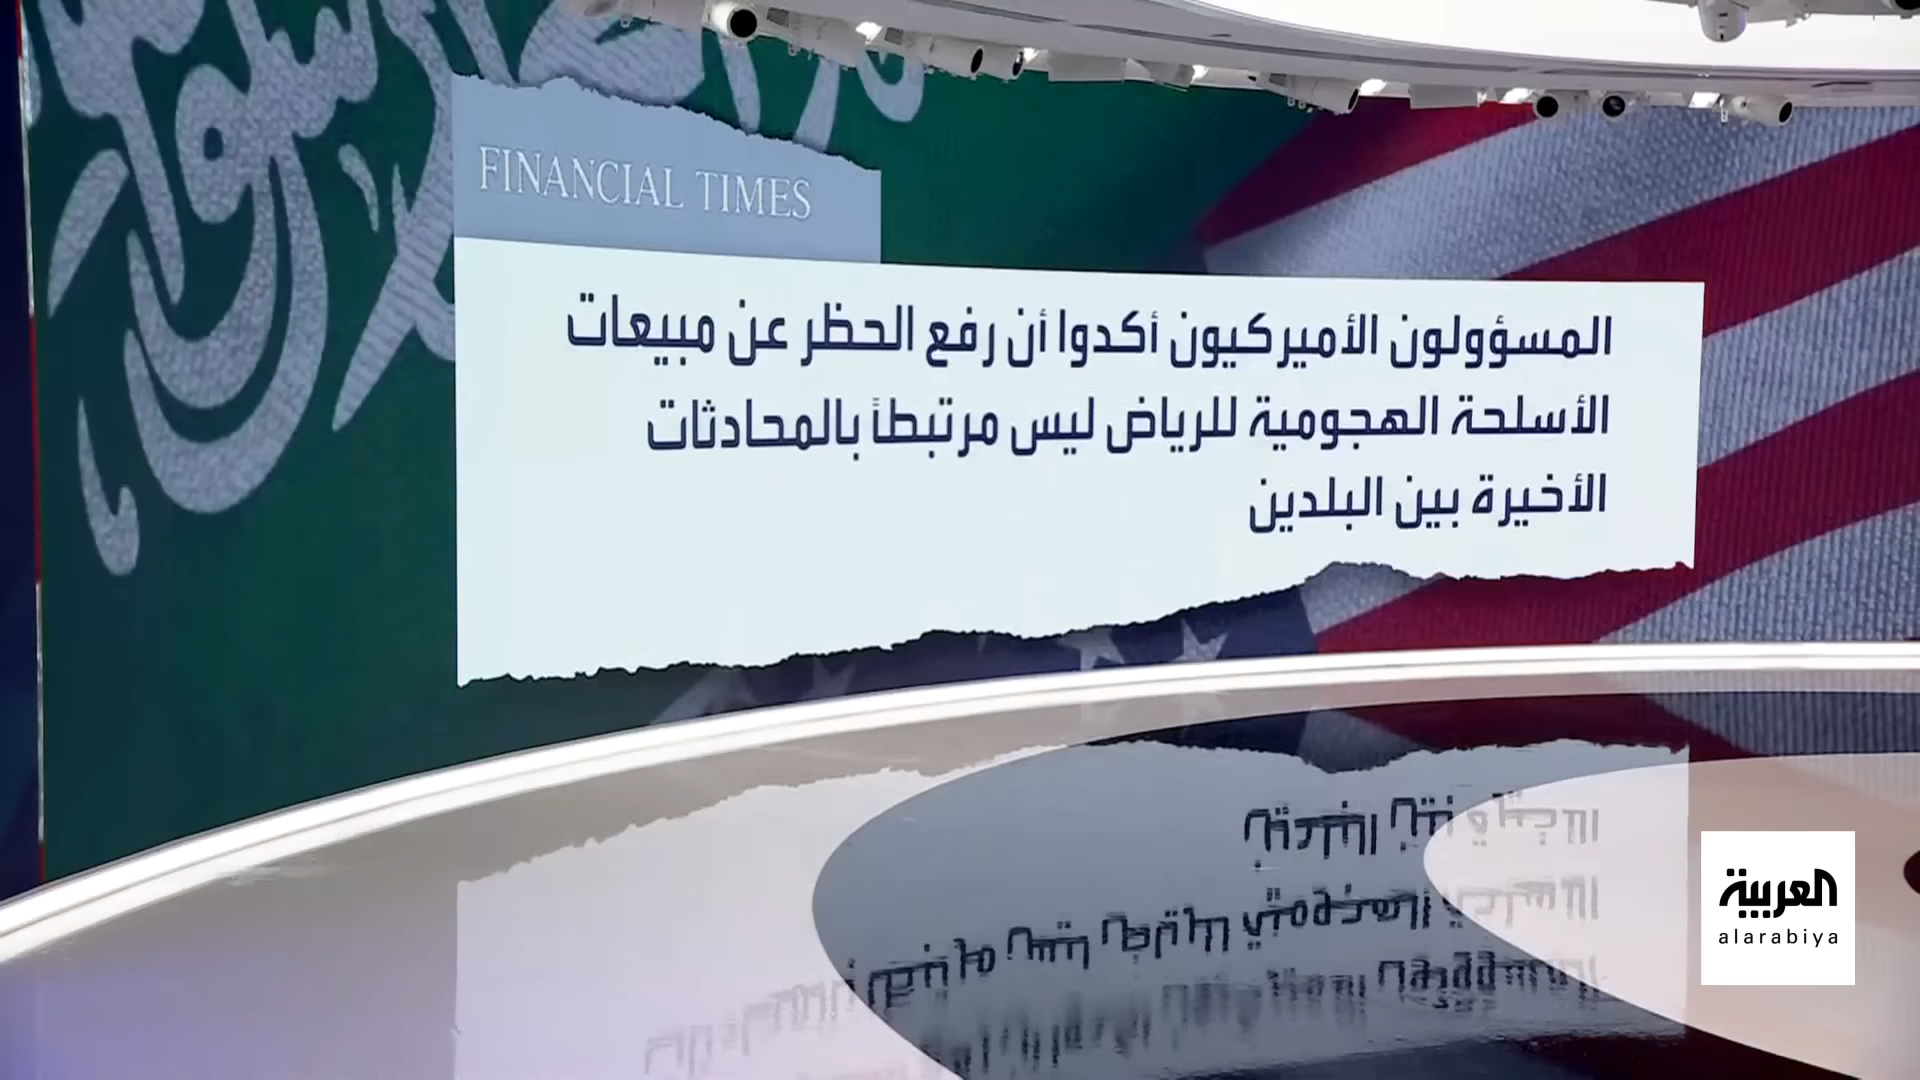 FINANCIAL TIMES
المسؤولون الأميركيون أكدوا أن رفع الحظر عن مبيعات
الأسلحة الهجومية للرياض ليس مرتبطاً بالمحادثات
الأخيرة بين البلدين
العربية
alarabiya